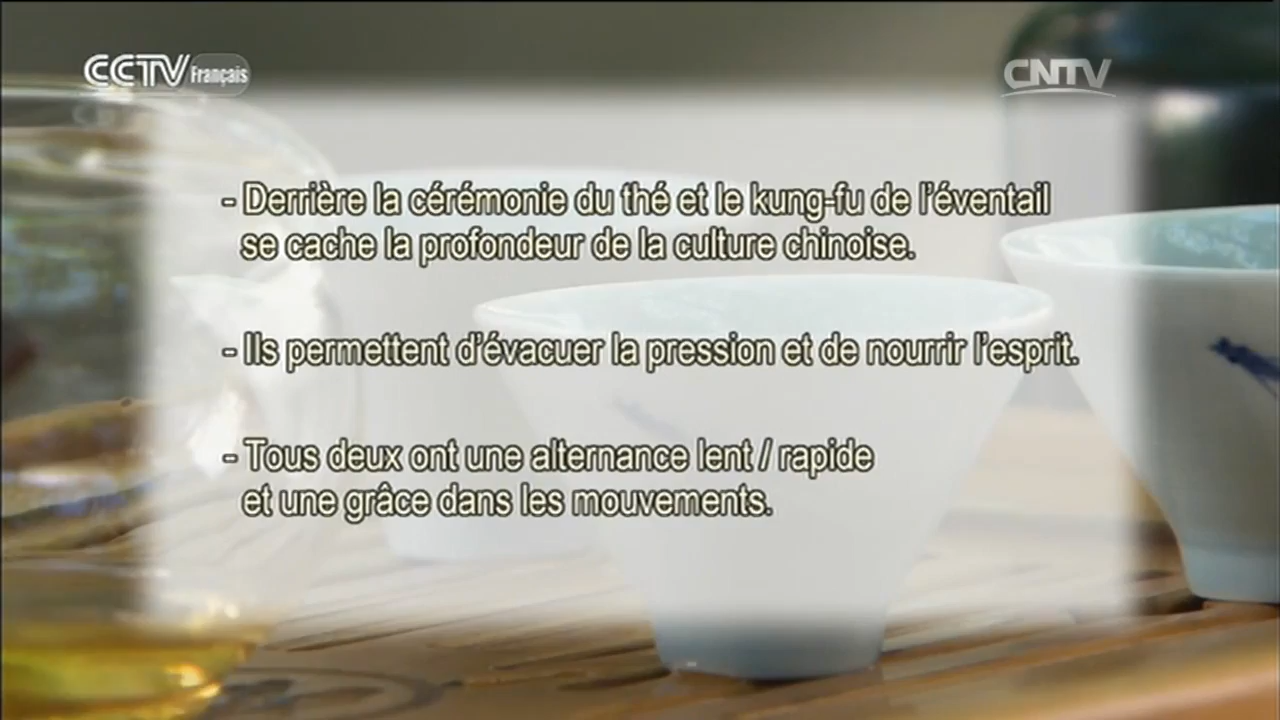 CCTV Français
CNTV
- Derrière la cérémonie du thé et le kung-fu de l'éventail
se cache la profondeur de la culture chinoise.
- Ils permettent d'évacuer la pression et de nourrir l'esprit.
- Tous deux ont une alternance lent / rapide
et une grâce dans les mouvements.